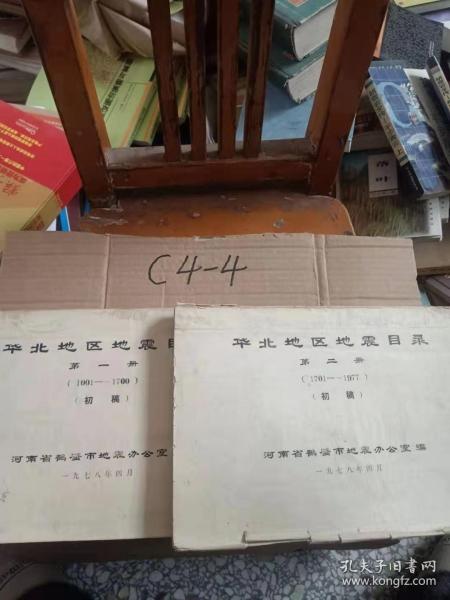 C4-4
华北地区地震目
第一册
(1001—1700)
(初稿)
河南省鹤壁市地震办公室
一九七八年四月
华北地区地震目录
第二册
(1701—1977)
(初稿)
河南省鹤壁市地震办公室编
一九七八年四月
孔夫子旧书网
www.kongfz.com